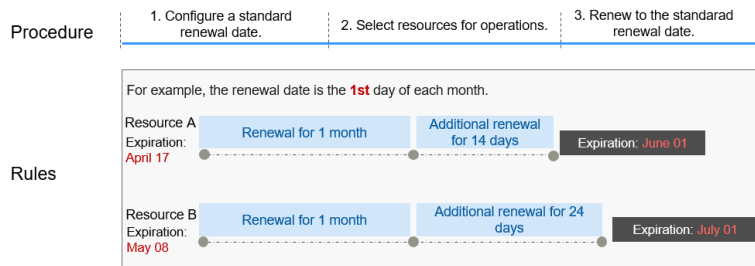 Procedure
1. Configure a standard
renewal date.
2. Select resources for operations.
3. Renew to the standarad
renewal date.
Rules
For example, the renewal date is the 1st day of each month.
Resource A
Expiration:
April 17
Renewal for 1 month
Additional renewal
for 14 days
Expiration: June 01
Resource B
Expiration:
May 08
Renewal for 1 month
Additional renewal for 24
days
Expiration: July 01